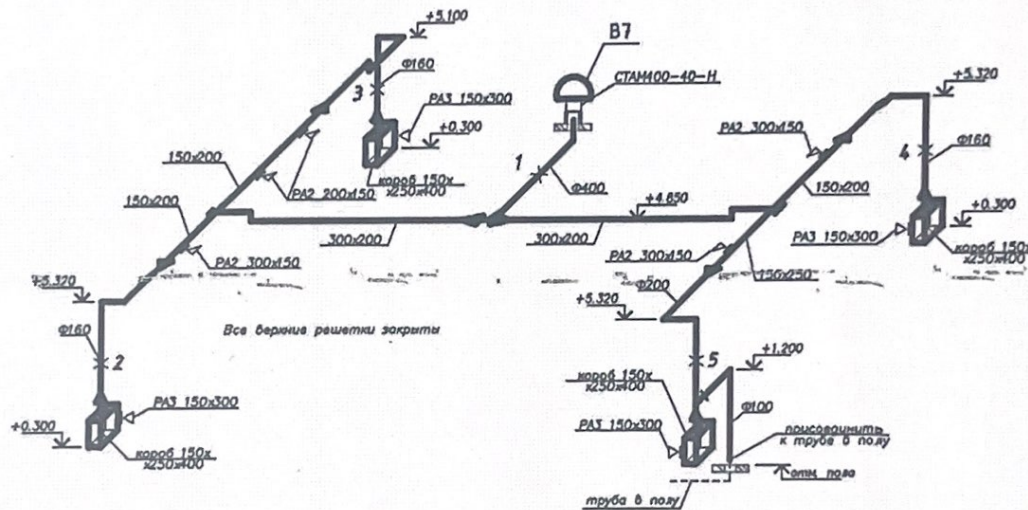 +5.100
В7
Ф160
СТАМ400-40-Н
+5.320
3
РА3 150х300
РА2 300х150
+0.300
4
Ф160
150х200
1
короб 150х
х250х400
Ф400
150х200
РА2 200х150
+4.650
+0.300
150х200
РА3 150х300
300х200
300х200
короб 150х
х250х400
РА2 300х150
РА2 300х150
150х250
+5.320
Ф200
+5.320
Все верхние решетки закрыты
Ф160
2
+1.200
5
короб 150х
х250х400
РА3 150х300
Ф100
+0.300
РА3 150х300
присоединить
к трубе в полу
короб 150х
х250х400
отм. пола
труба в полу